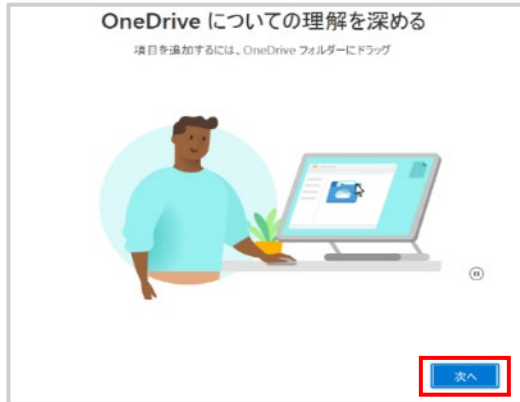 OneDrive についての理解を深める
項目を追加するには、OneDrive フォルダーにドラッグ
次へ